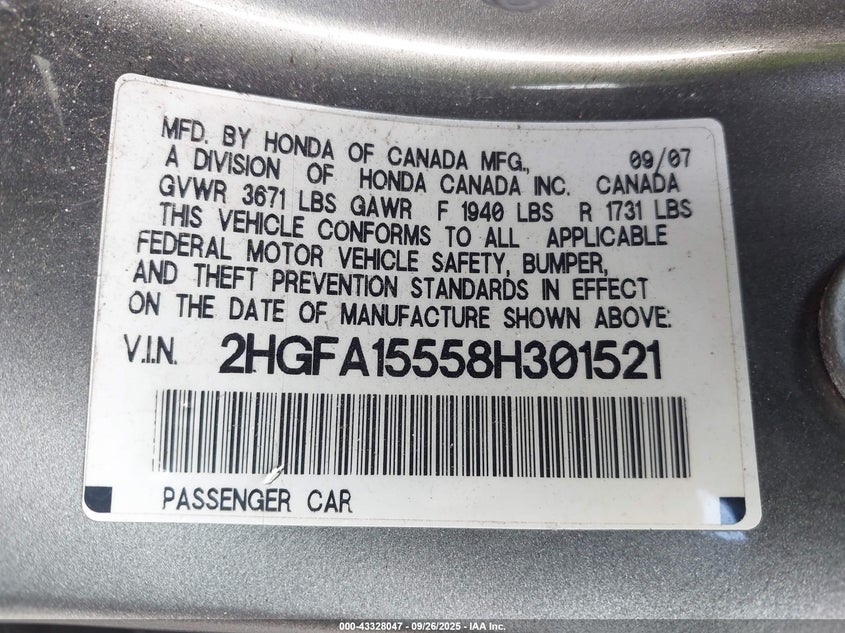 MFD. BY HONDA OF CANADA MFG., 09/07
A DIVISION OF HONDA CANADA INC. CANADA
GVWR 3671 LBS GAWR F 1940 LBS R 1731 LBS
THIS VEHICLE CONFORMS TO ALL APPLICABLE
FEDERAL MOTOR VEHICLE SAFETY, BUMPER,
AND THEFT PREVENTION STANDARDS IN EFFECT
ON THE DATE OF MANUFACTURE SHOWN ABOVE:
V.I.N. 2HGFA15558H301521
PASSENGER CAR
000-43328047 - 09/26/2025 - IAA Inc.